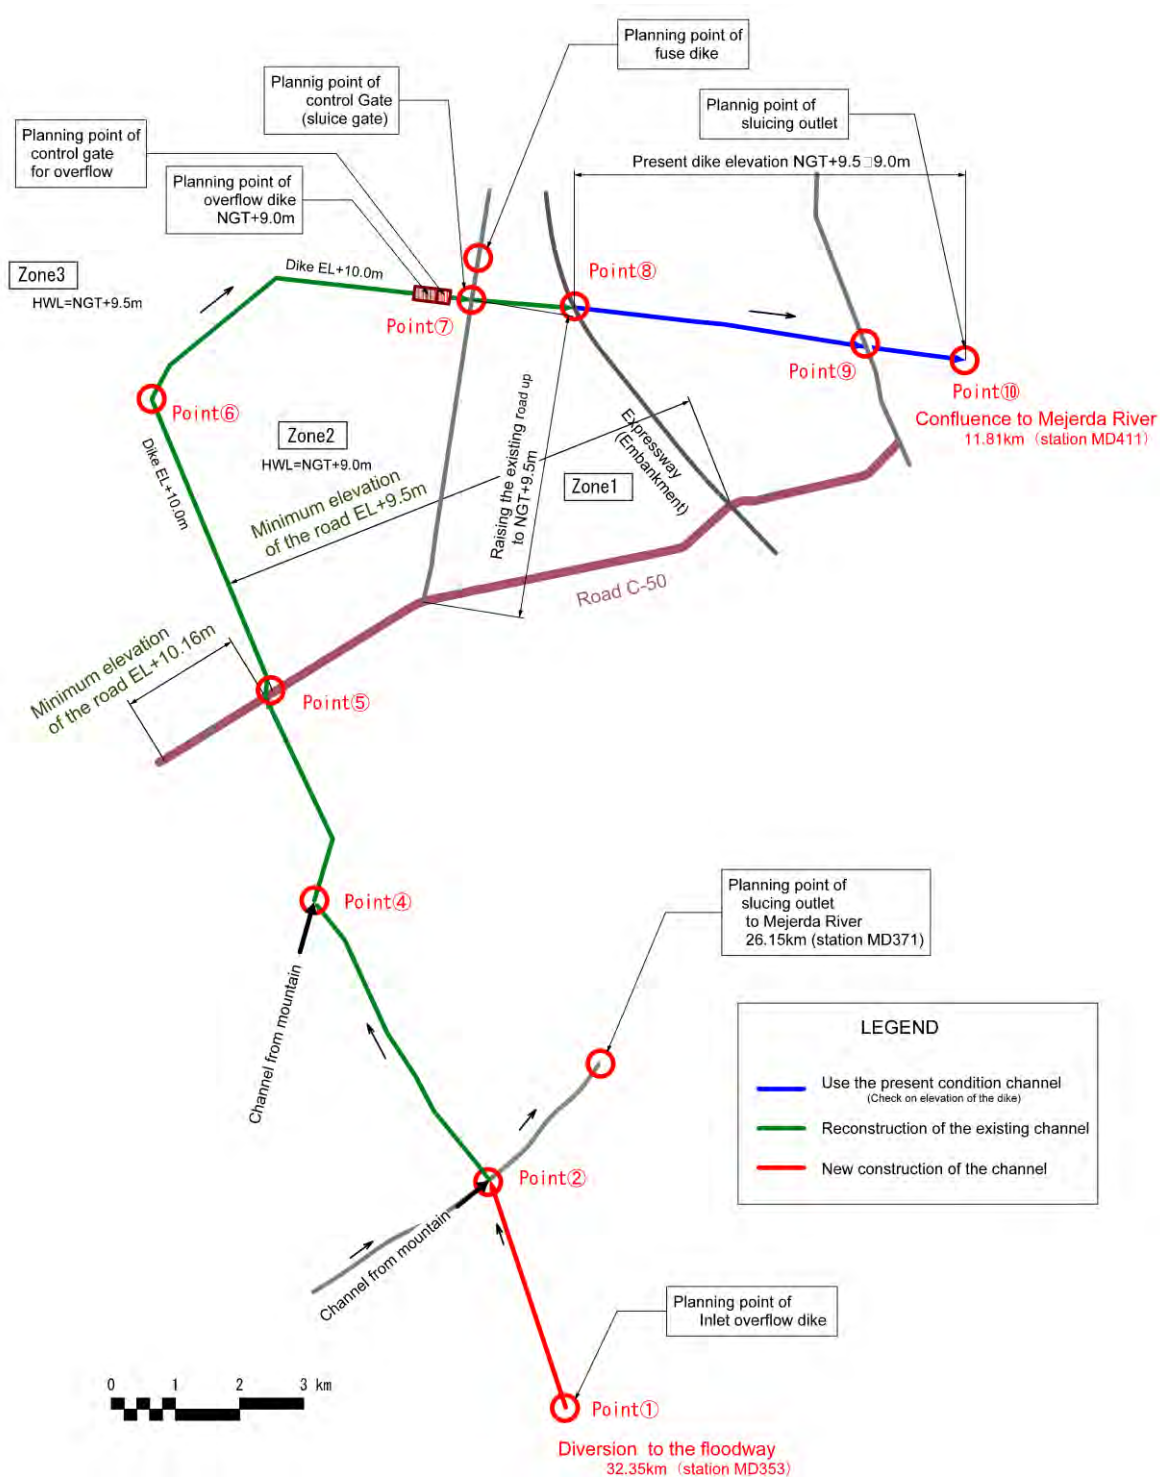 Planning point of
fuse dike
Plannig point of
control Gate
(sluice gate)
Plannig point of
sluicing outlet
Planning point of
control gate
for overflow
Planning point of
overflow dike
NGT+9.0m
Present dike elevation NGT+9.5□9.0m
Zone3
HWL=NGT+9.5m
Dike EL+10.0m
Point⑧
Point⑦
Point⑨
Point⑩
Confluence to Mejerda River
11.81km (station MD411)
Point⑥
Dike EL+10.0m
Zone2
HWL=NGT+9.0m
Minimum elevation
of the road EL+9.5m
Raising the existing road up
to NGT+9.5m
Zone1
Expressway
(Embankment)
Road C-50
Minimum elevation
of the road EL+10.16m
Point⑤
Point④
Channel from mountain
Planning point of
slucing outlet
to Mejerda River
26.15km (station MD371)
LEGEND
Use the present condition channel
(Check on elevation of the dike)
Reconstruction of the existing channel
New construction of the channel
Point②
Channel from mountain
Planning point of
Inlet overflow dike
0 1 2 3 km
Point①
Diversion to the floodway
32.35km (station MD353)